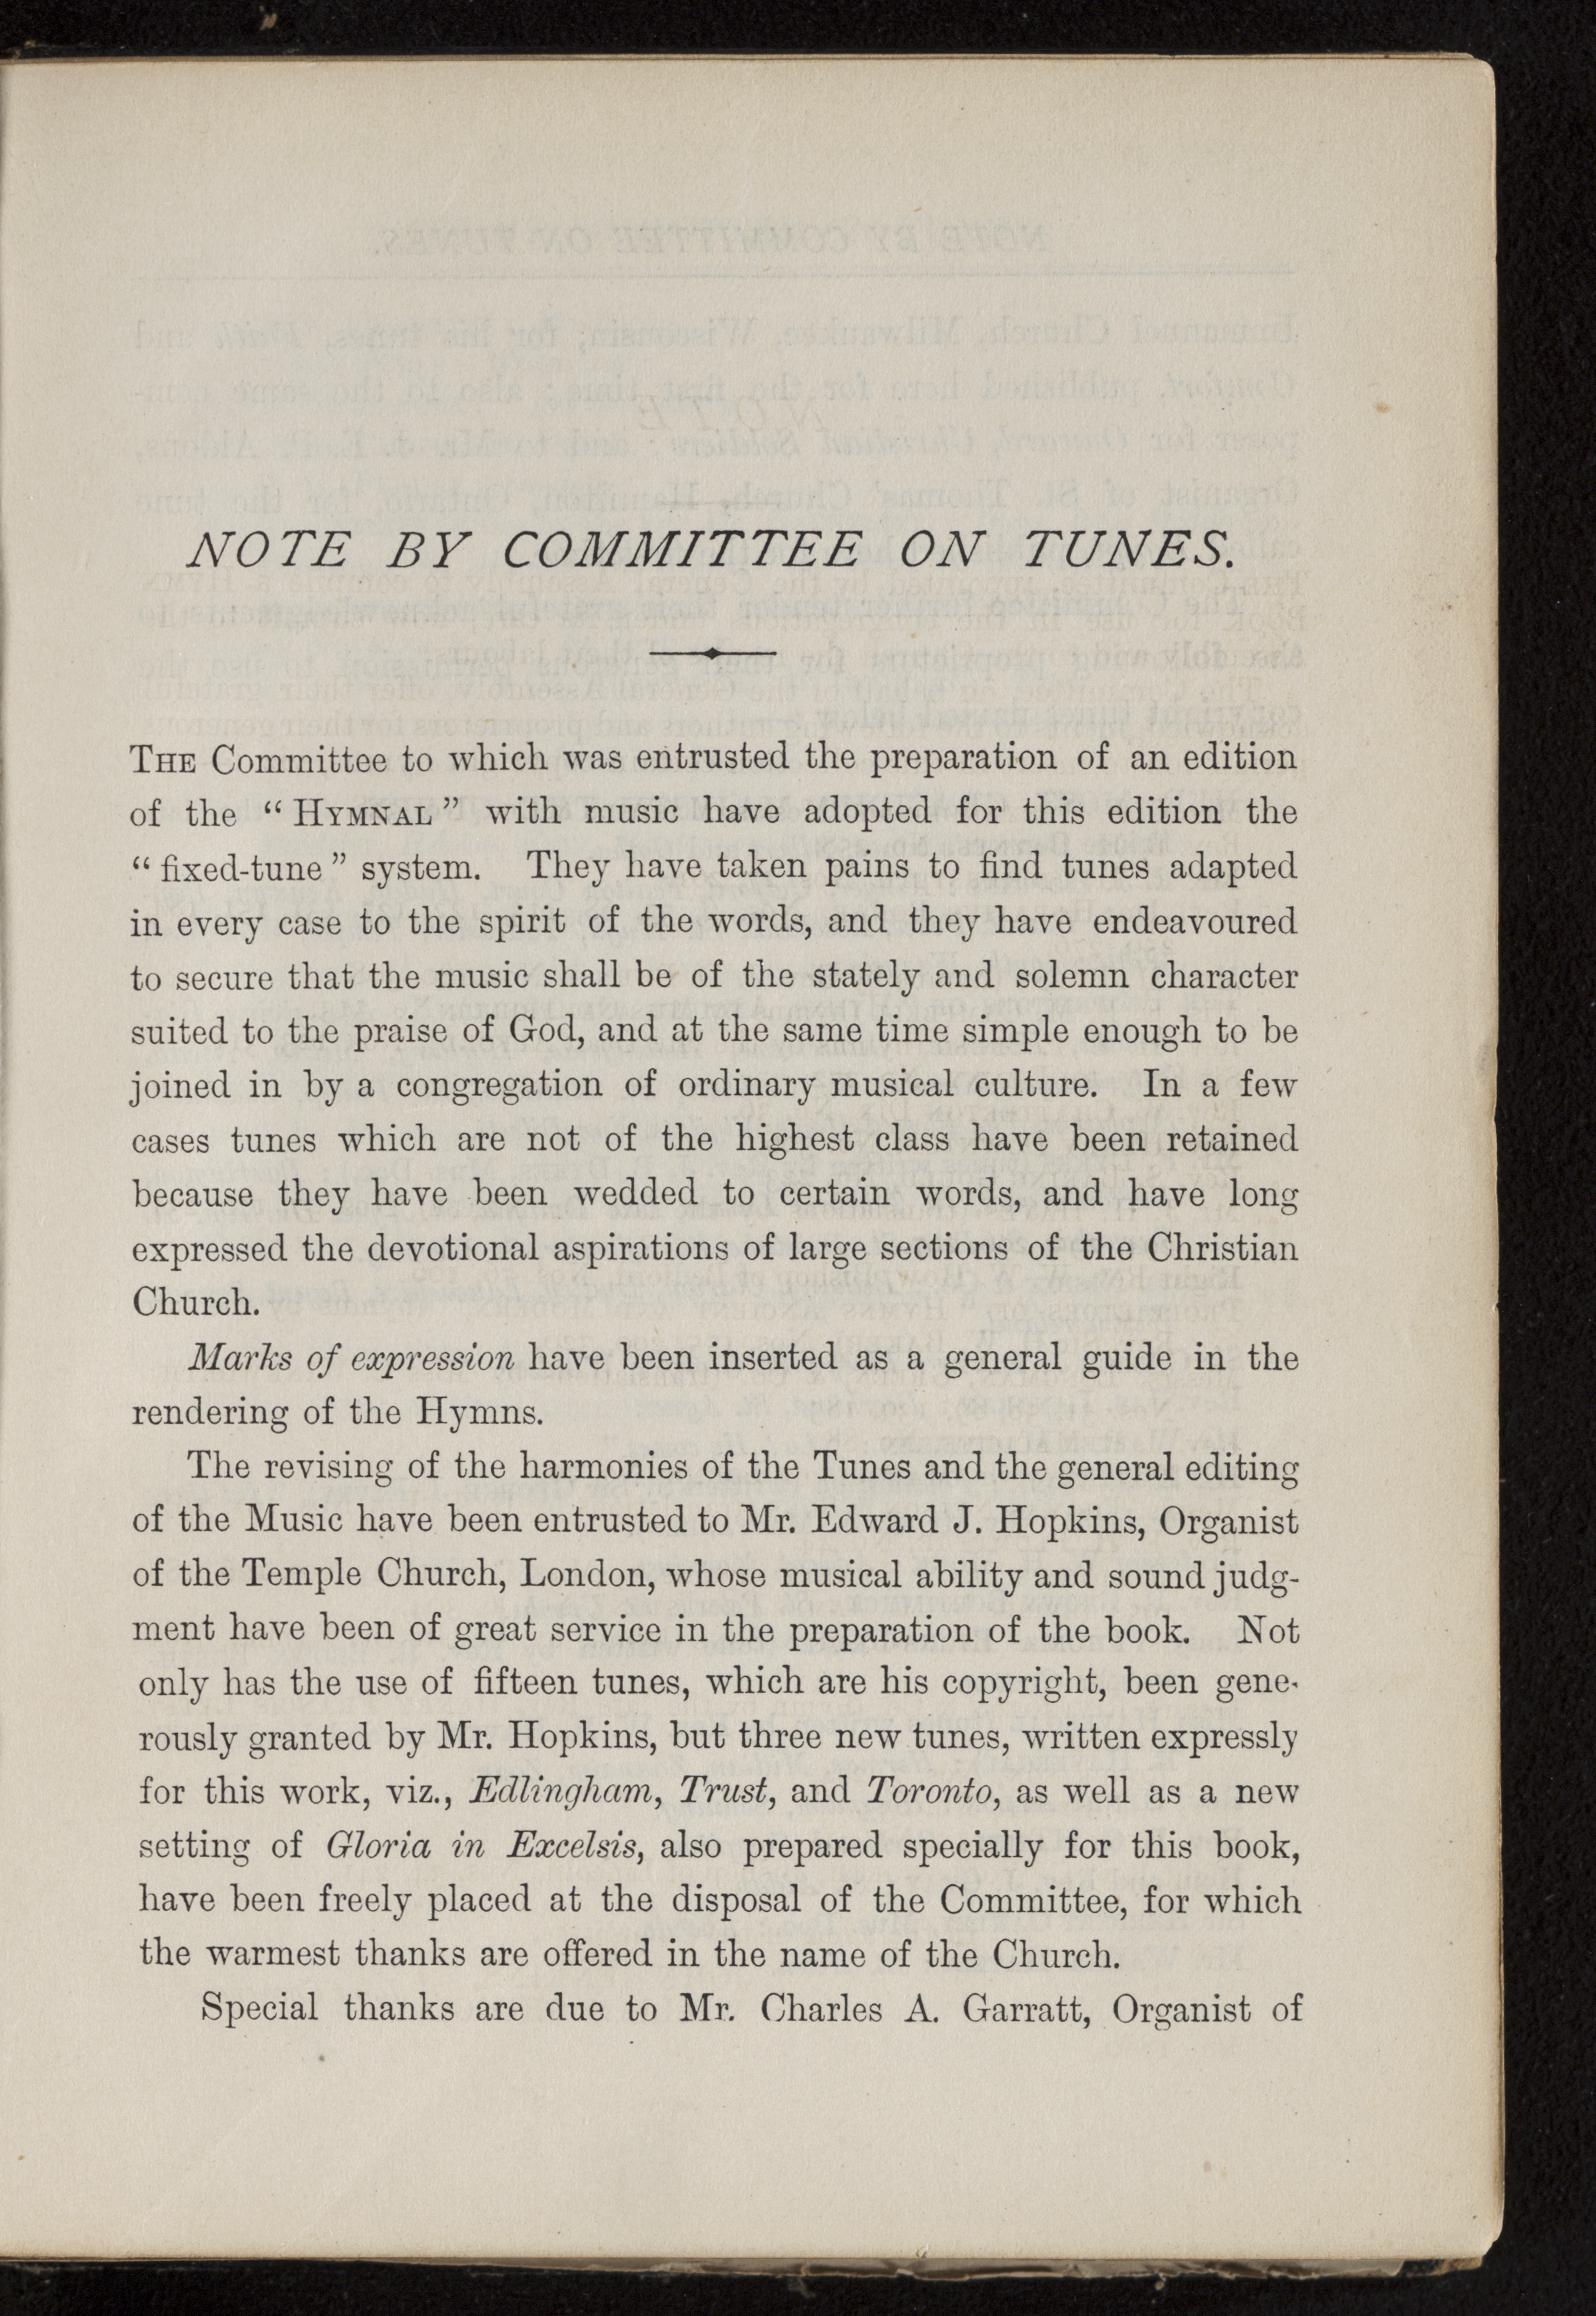 NOTE BY COMMITTEE ON TUNES.
THE Committee to which was entrusted the preparation of an edition
of the “HYMNAL” with music have adopted for this edition the
“fixed-tune” system. They have taken pains to find tunes adapted
in every case to the spirit of the words, and they have endeavoured
to secure that the music shall be of the stately and solemn character
suited to the praise of God, and at the same time simple enough to be
joined in by a congregation of ordinary musical culture. In a few
cases tunes which are not of the highest class have been retained
because they have been wedded to certain words, and have long
expressed the devotional aspirations of large sections of the Christian
Church.
Marks of expression have been inserted as a general guide in the
rendering of the Hymns.
The revising of the harmonies of the Tunes and the general editing
of the Music have been entrusted to Mr. Edward J. Hopkins, Organist
of the Temple Church, London, whose musical ability and sound judg-
ment have been of great service in the preparation of the book. Not
only has the use of fifteen tunes, which are his copyright, been gene-
rously granted by Mr. Hopkins, but three new tunes, written expressly
for this work, viz., Edlingham, Trust, and Toronto, as well as a new
setting of Gloria in Excelsis, also prepared specially for this book,
have been freely placed at the disposal of the Committee, for which
the warmest thanks are offered in the name of the Church.
Special thanks are due to Mr. Charles A. Garratt, Organist of